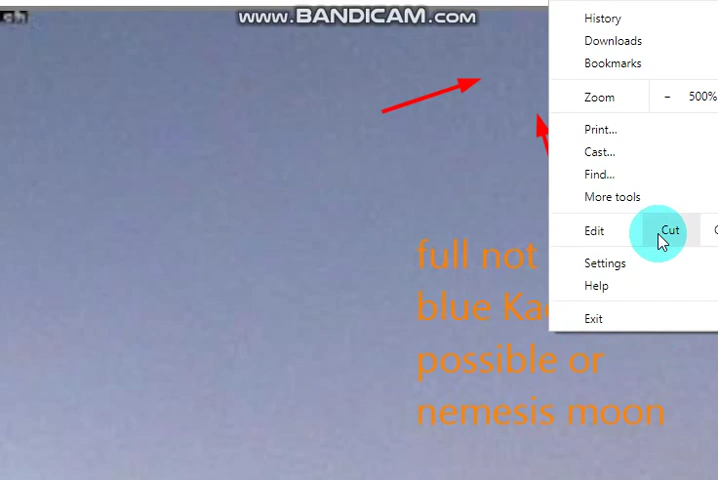 www.BANDICAM.com
History
Downloads
Bookmarks
Zoom - 500%
Print...
Cast...
Find...
More tools
Edit Cut
Settings
Help
Exit
full not
blue
possible or
nemesis moon